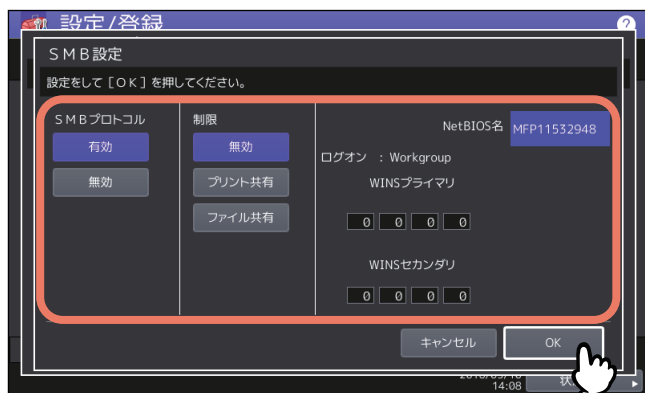 設定/登録
?
SMB設定
設定をして［OK］を押してください。
SMBプロトコル
有効
無効
制限
無効
プリント共有
ファイル共有
NetBIOS名 MFP11532948
ログオン : Workgroup
WINSプライマリ
0 0 0 0
WINSセカンダリ
0 0 0 0
キャンセル
OK
14:08